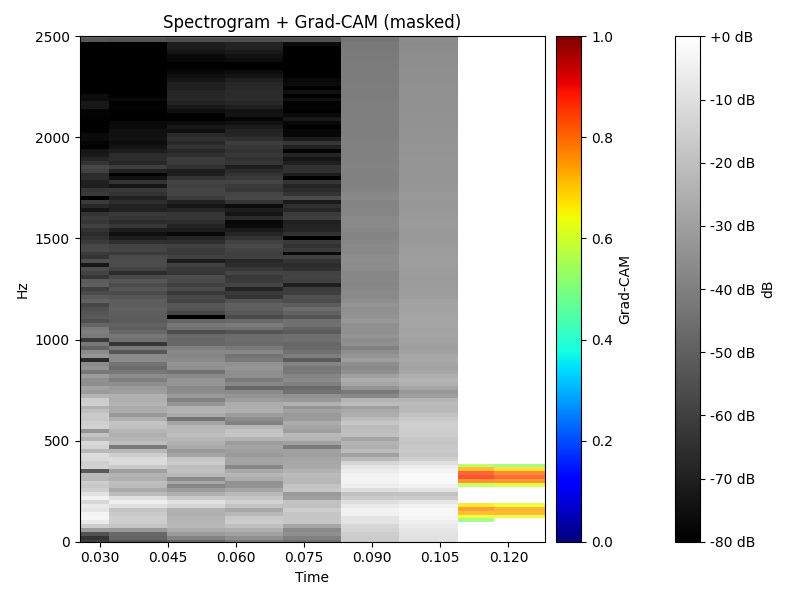 Spectrogram + Grad-CAM (masked)
2500
2000
1500
1000
500
0
Hz
0.030
0.045
0.060
0.075
0.090
0.105
0.120
Time
1.0
0.8
0.6
0.4
0.2
0.0
Grad-CAM
+0 dB
-10 dB
-20 dB
-30 dB
-40 dB
-50 dB
-60 dB
-70 dB
-80 dB
dB